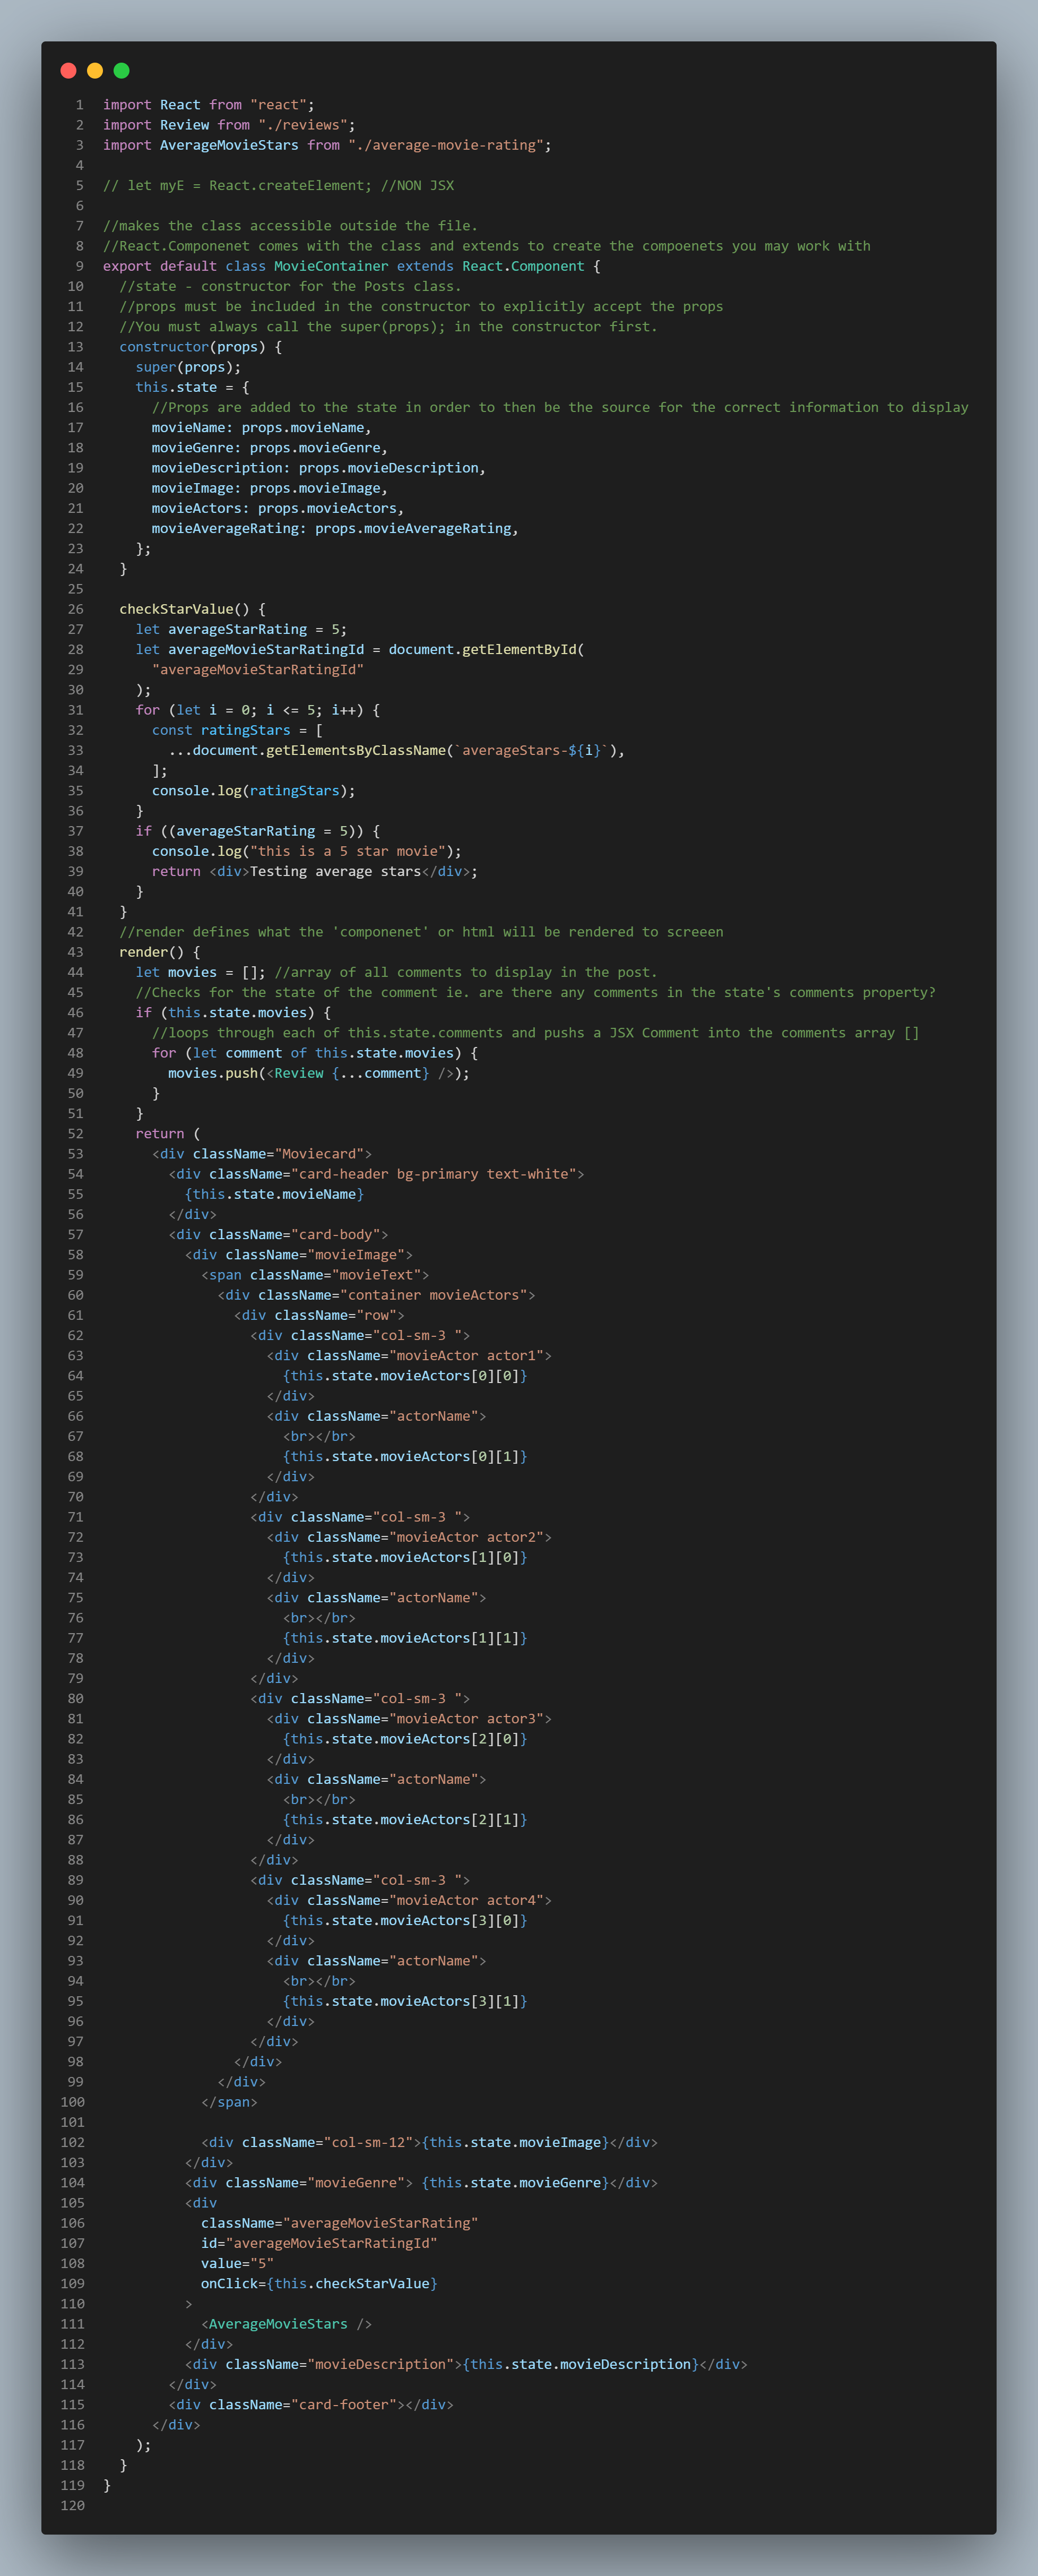 1 import React from "react";
2 import Review from "./reviews";
3 import AverageMovieStars from "./average-movie-rating";
4
5 // let myE = React.createElement; //NON JSX
6
7 //makes the class accessible outside the file.
8 //React.Componenet comes with the class and extends to create the compoenets you may work with
9 export default class MovieContainer extends React.Component {
10   //state - constructor for the Posts class.
11   //props must be included in the constructor to explicitly accept the props
12   //You must always call the super(props); in the constructor first.
13   constructor(props) {
14     super(props);
15     this.state = {
16       //Props are added to the state in order to then be the source for the correct information to display
17       movieName: props.movieName,
18       movieGenre: props.movieGenre,
19       movieDescription: props.movieDescription,
20       movieImage: props.movieImage,
21       movieActors: props.movieActors,
22       movieAverageRating: props.movieAverageRating,
23     };
24   }
25
26   checkStarValue() {
27     let averageStarRating = 5;
28     let averageMovieStarRatingId = document.getElementById(
29       "averageMovieStarRatingId"
30     );
31     for (let i = 0; i <= 5; i++) {
32       const ratingStars = [
33         ...document.getElementsByClassName(`averageStars-${i}`),
34       ];
35       console.log(ratingStars);
36     }
37     if ((averageStarRating = 5)) {
38       console.log("this is a 5 star movie");
39       return <div>Testing average stars</div>;
40     }
41   }
42   //render defines what the 'componenet' or html will be rendered to screeen
43   render() {
44     let movies = []; //array of all comments to display in the post.
45     //Checks for the state of the comment ie. are there any comments in the state's comments property?
46     if (this.state.movies) {
47       //loops through each of this.state.comments and pushs a JSX Comment into the comments array []
48       for (let comment of this.state.movies) {
49         movies.push(<Review {...comment} />);
50       }
51     }
52     return (
53       <div className="Moviecard">
54         <div className="card-header bg-primary text-white">
55           {this.state.movieName}
56         </div>
57         <div className="card-body">
58           <div className="movieImage">
59             <span className="movieText">
60               <div className="container movieActors">
61                 <div className="row">
62                   <div className="col-sm-3 ">
63                     <div className="movieActor actor1">
64                       {this.state.movieActors[0][0]}
65                     </div>
66                     <div className="actorName">
67                       <br></br>
68                       {this.state.movieActors[0][1]}
69                     </div>
70                   </div>
71                   <div className="col-sm-3 ">
72                     <div className="movieActor actor2">
73                       {this.state.movieActors[1][0]}
74                     </div>
75                     <div className="actorName">
76                       <br></br>
77                       {this.state.movieActors[1][1]}
78                     </div>
79                   </div>
80                   <div className="col-sm-3 ">
81                     <div className="movieActor actor3">
82                       {this.state.movieActors[2][0]}
83                     </div>
84                     <div className="actorName">
85                       <br></br>
86                       {this.state.movieActors[2][1]}
87                     </div>
88                   </div>
89                   <div className="col-sm-3 ">
90                     <div className="movieActor actor4">
91                       {this.state.movieActors[3][0]}
92                     </div>
93                     <div className="actorName">
94                       <br></br>
95                       {this.state.movieActors[3][1]}
96                     </div>
97                   </div>
98                 </div>
99               </div>
100             </span>
101
102             <div className="col-sm-12">{this.state.movieImage}</div>
103           </div>
104           <div className="movieGenre"> {this.state.movieGenre}</div>
105           <div
106             className="averageMovieStarRating"
107             id="averageMovieStarRatingId"
108             value="5"
109             onClick={this.checkStarValue}
110           >
111             <AverageMovieStars />
112           </div>
113           <div className="movieDescription">{this.state.movieDescription}</div>
114         </div>
115         <div className="card-footer"></div>
116       </div>
117     );
118   }
119 }
120